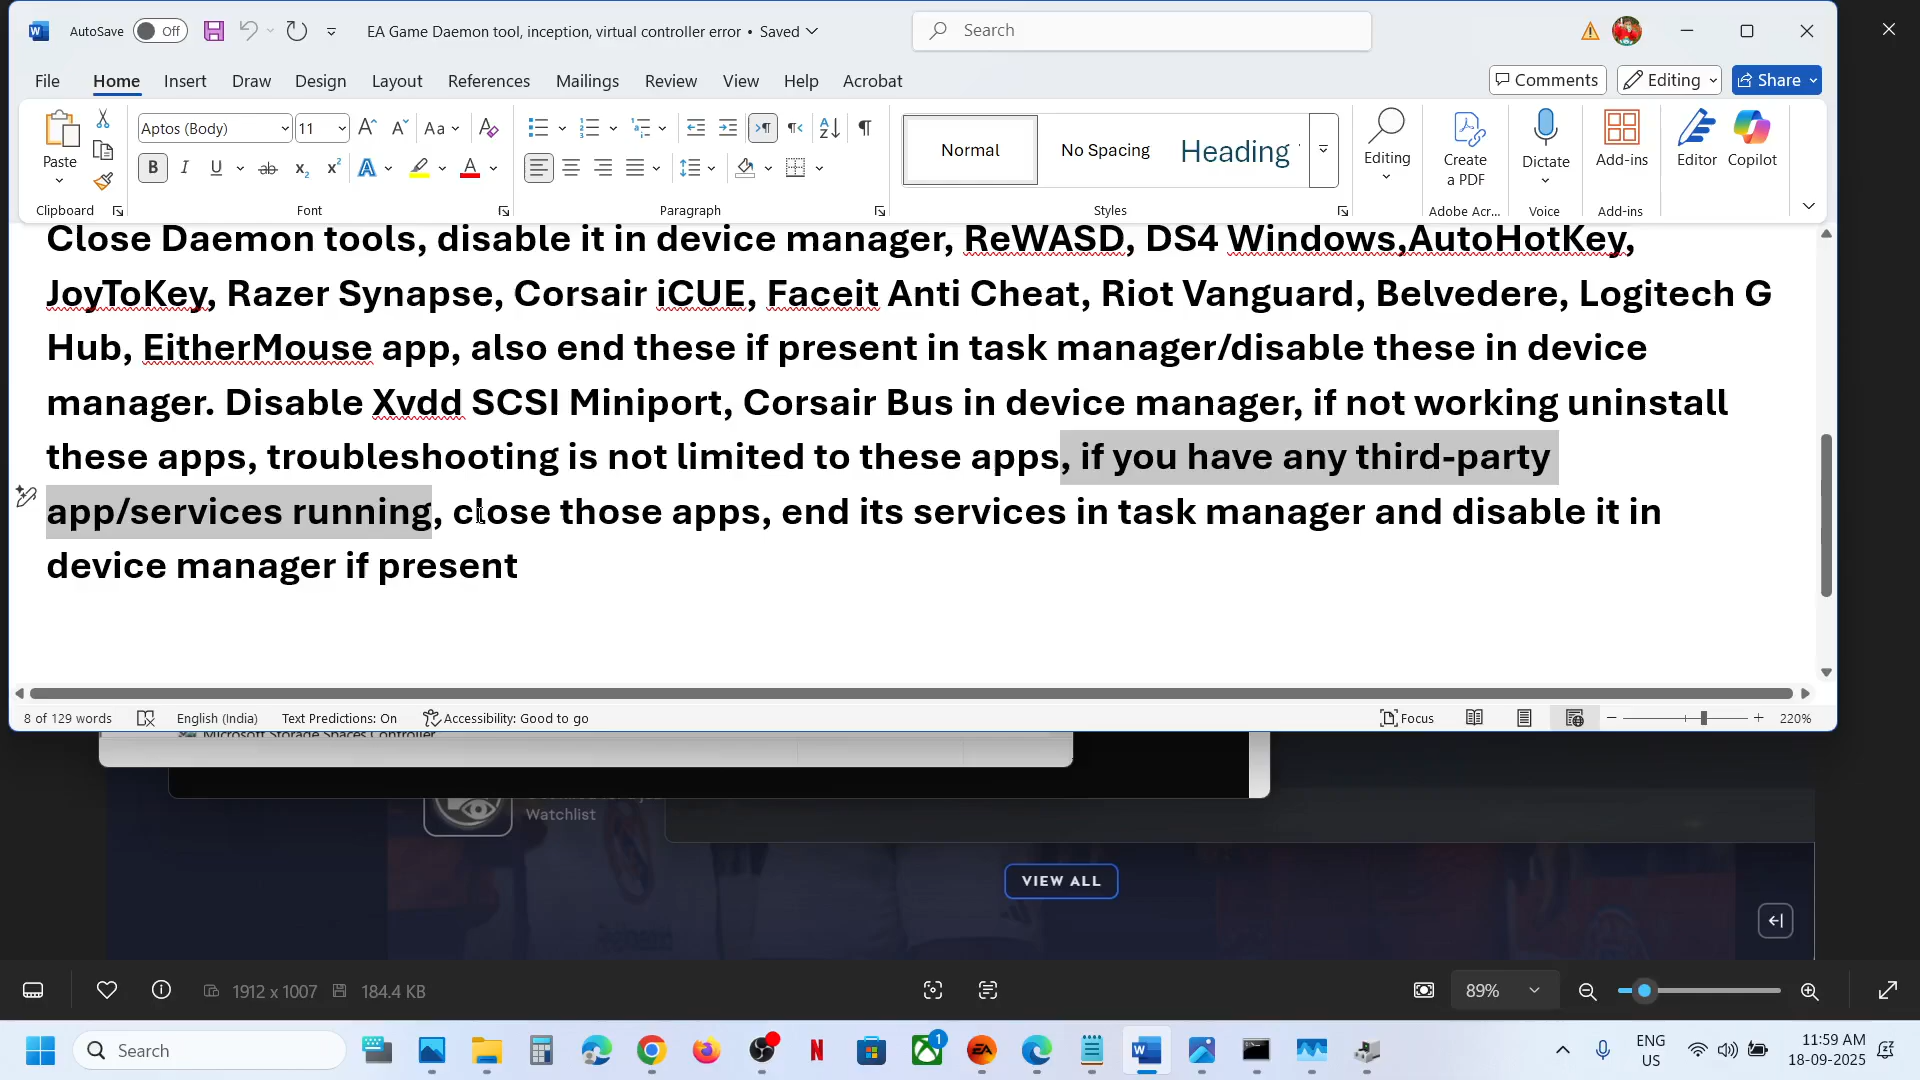 AutoSave Off EA Game Daemon tool, inception, virtual controller error • Saved Search
File Home Insert Draw Design Layout References Mailings Review View Help Acrobat Comments Editing Share
Aptos (Body) 11
Paste
Normal No Spacing Heading
Editing Create a PDF Dictate Add-ins Editor Copilot
Clipboard Font Paragraph Styles Adobe Acr... Voice Add-ins
Close Daemon tools, disable it in device manager, ReWASD, DS4 Windows,AutoHotKey,
JoyToKey, Razer Synapse, Corsair iCUE, Faceit Anti Cheat, Riot Vanguard, Belvedere, Logitech G
Hub, EitherMouse app, also end these if present in task manager/disable these in device
manager. Disable Xvdd SCSI Miniport, Corsair Bus in device manager, if not working uninstall
these apps, troubleshooting is not limited to these apps, if you have any third-party
app/services running, close those apps, end its services in task manager and disable it in
device manager if present
8 of 129 words English (India) Text Predictions: On Accessibility: Good to go Focus 220%
Microsoft Storage Spaces Controller
Watchlist
VIEW ALL
1912 x 1007 184.4 KB 89%
Search 1 ENG 11:59 AM
US 18-09-2025